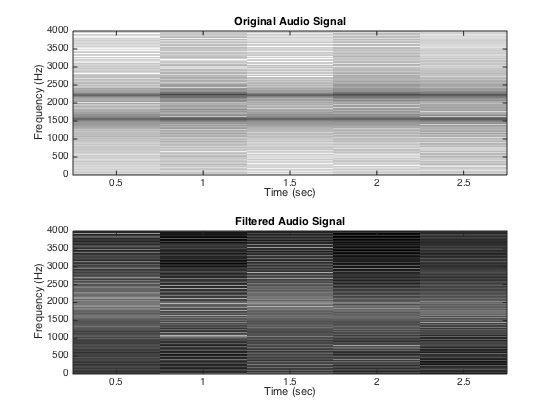 Original Audio Signal
4000
3500
3000
2500
2000
1500
1000
500
0
Frequency (Hz)
0.5 1 1.5 2 2.5
Time (sec)
Filtered Audio Signal
4000
3500
3000
2500
2000
1500
1000
500
0
Frequency (Hz)
0.5 1 1.5 2 2.5
Time (sec)